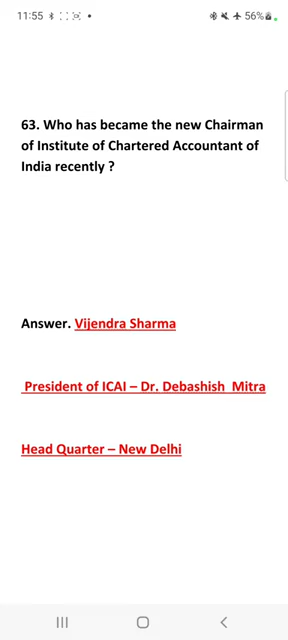 11:55
56%
63. Who has became the new Chairman
of Institute of Chartered Accountant of
India recently ?
Answer. Vijendra Sharma
President of ICAI – Dr. Debashish Mitra
Head Quarter – New Delhi